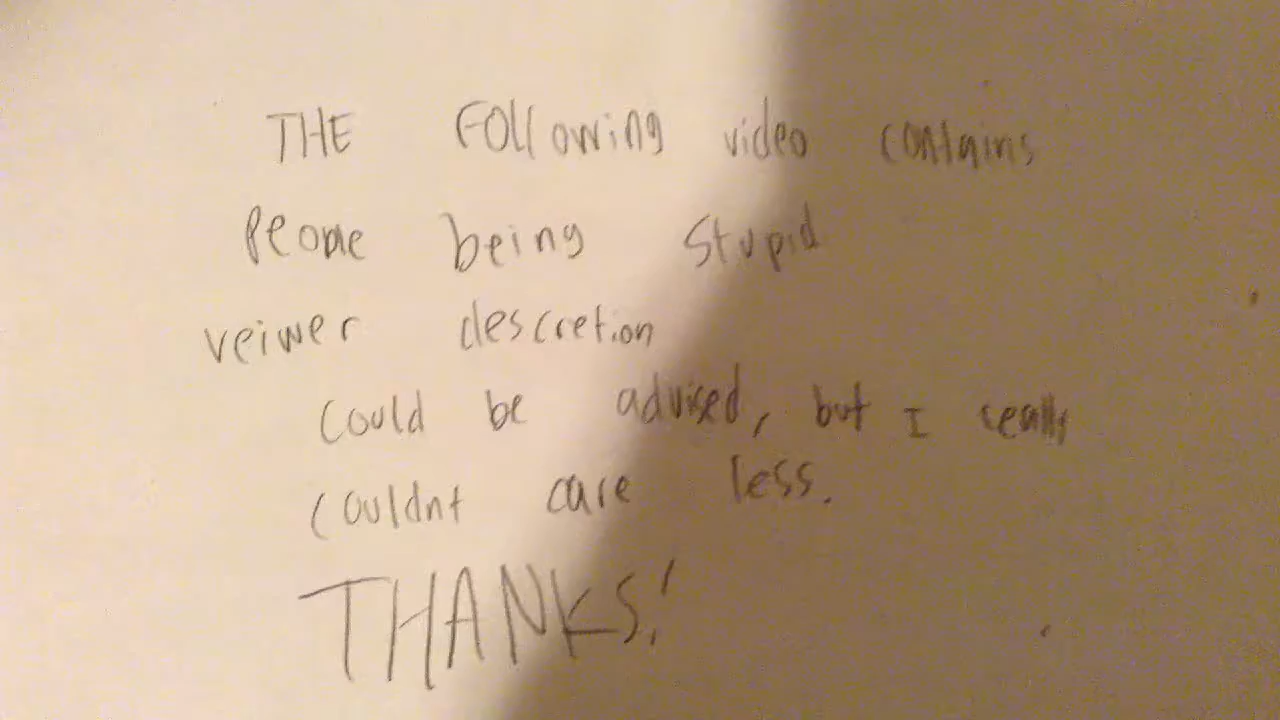 THE Following video contains
Peome being Stupid
veiwer descretion
could be advised, but I really
couldnt care less.
THANKS!